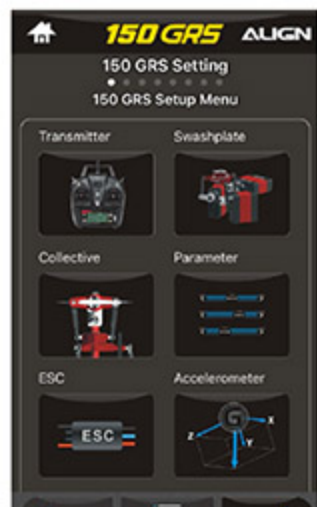 150 GRS ALIGN
150 GRS Setting
150 GRS Setup Menu
Transmitter Swashplate
Collective Parameter
ESC Accelerometer
ESC G
Z X
Y